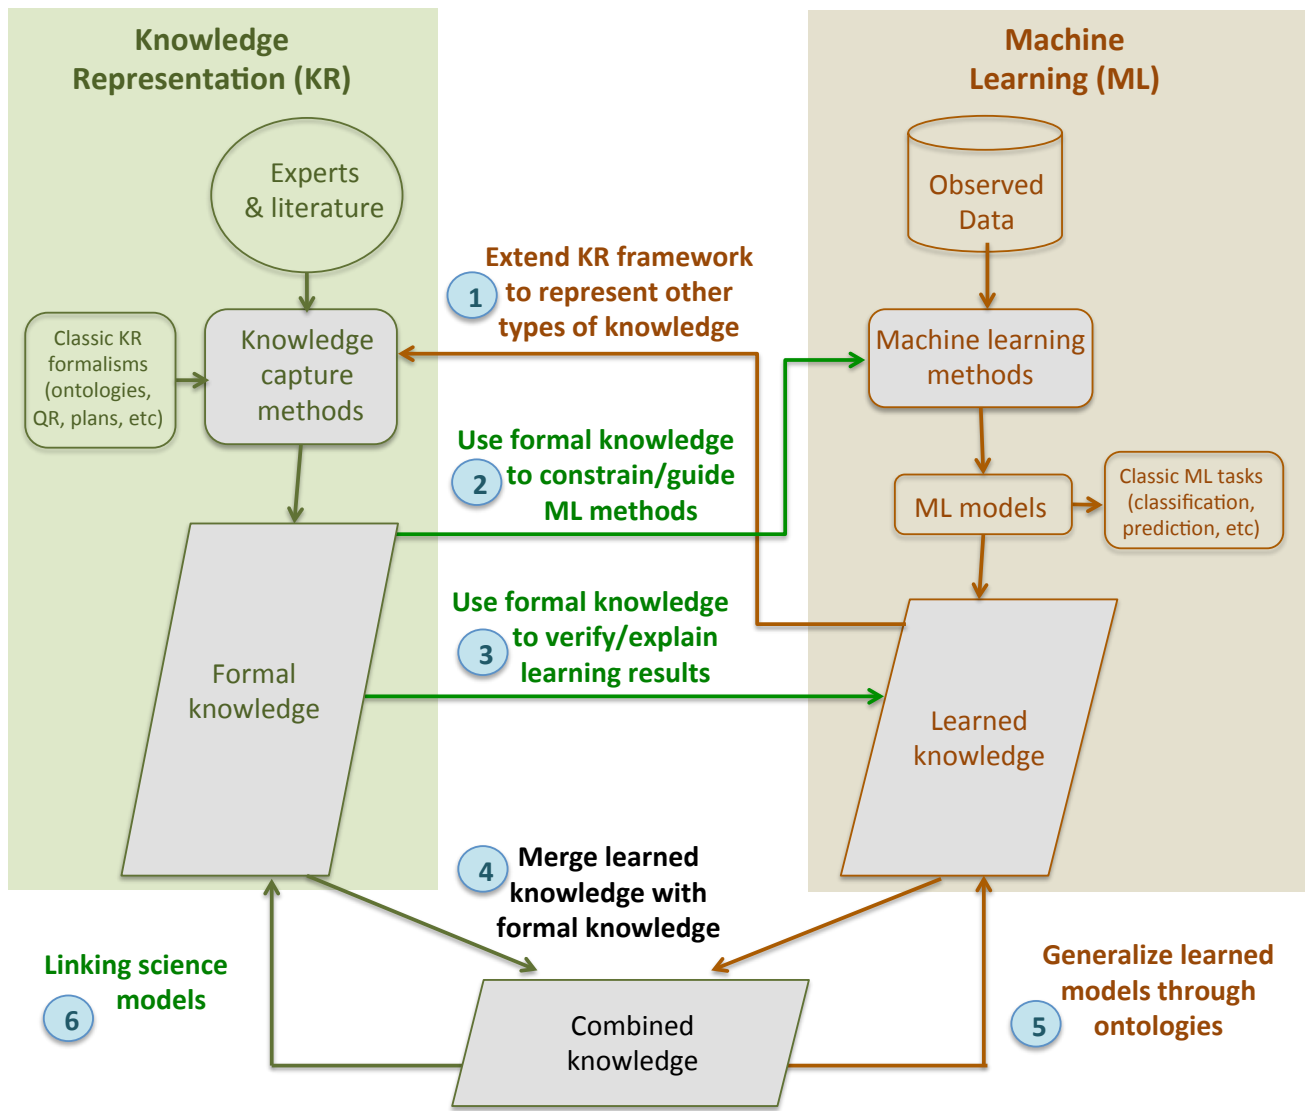 Knowledge
Representation (KR)
Machine
Learning (ML)
Experts
& literature
Observed
Data
Extend KR framework
to represent other
types of knowledge
1
Classic KR
formalisms
(ontologies,
QR, plans, etc)
Knowledge
capture
methods
Machine learning
methods
Use formal knowledge
to constrain/guide
ML methods
2
ML models
Classic ML tasks
(classification,
prediction, etc)
Use formal knowledge
to verify/explain
learning results
3
Formal
knowledge
Learned
knowledge
4
Merge learned
knowledge with
formal knowledge
Linking science
models
6
Generalize learned
models through
ontologies
5
Combined
knowledge